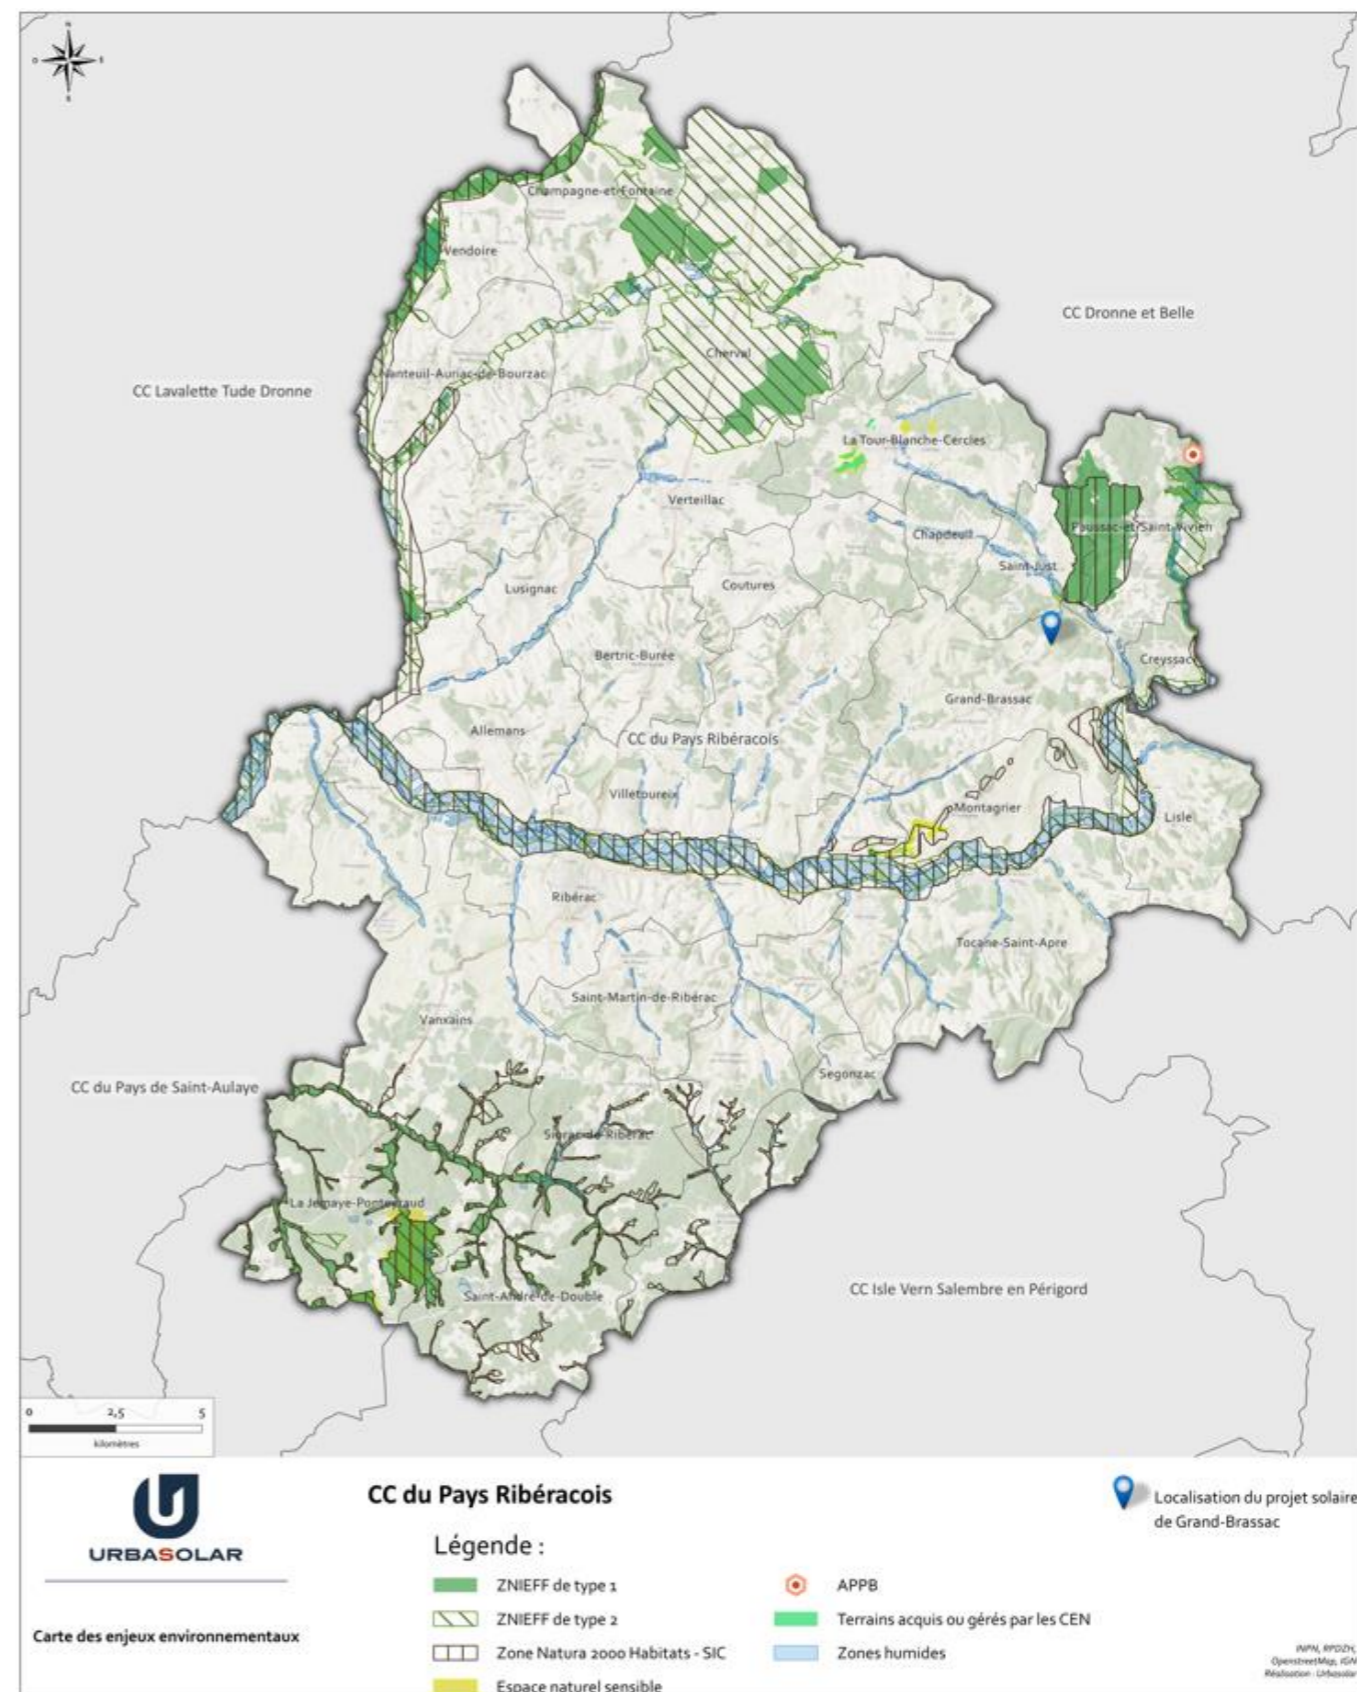 N
O
S
CC Dronne et Belle
CC Lavalette Tude Dronne
Champagne-et-Fontaine
Vendoire
Cherval
Nanteuil-Auriac-de-Bourzac
La Tour-Blanche-Cercles
Verteillac
Paussac-et-Saint-Vivien
Chapdeuil
Saint-Just
Lusignac
Coutures
Bertric-Burée
Creyssac
Grand-Brassac
Allemans
CC du Pays Ribéracois
Villetoureix
Montagrier
Lisle
Ribérac
Tocane-Saint-Apre
Saint-Martin-de-Ribérac
Vanxains
Segonzac
CC du Pays de Saint-Aulaye
Siorac-de-Ribérac
La Jemaye-Ponteyraud
Saint-André-de-Double
CC Isle Vern Salembre en Périgord
0 2,5 5
kilomètres
URBASOLAR
Carte des enjeux environnementaux
CC du Pays Ribéracois
Légende :
ZNIEFF de type 1
ZNIEFF de type 2
Zone Natura 2000 Habitats - SIC
Espace naturel sensible
APPB
Terrains acquis ou gérés par les CEN
Zones humides
Localisation du projet solaire
de Grand-Brassac
INPN, RPDZH,
OpenstreetMap, IGN
Réalisation : Urbasolar